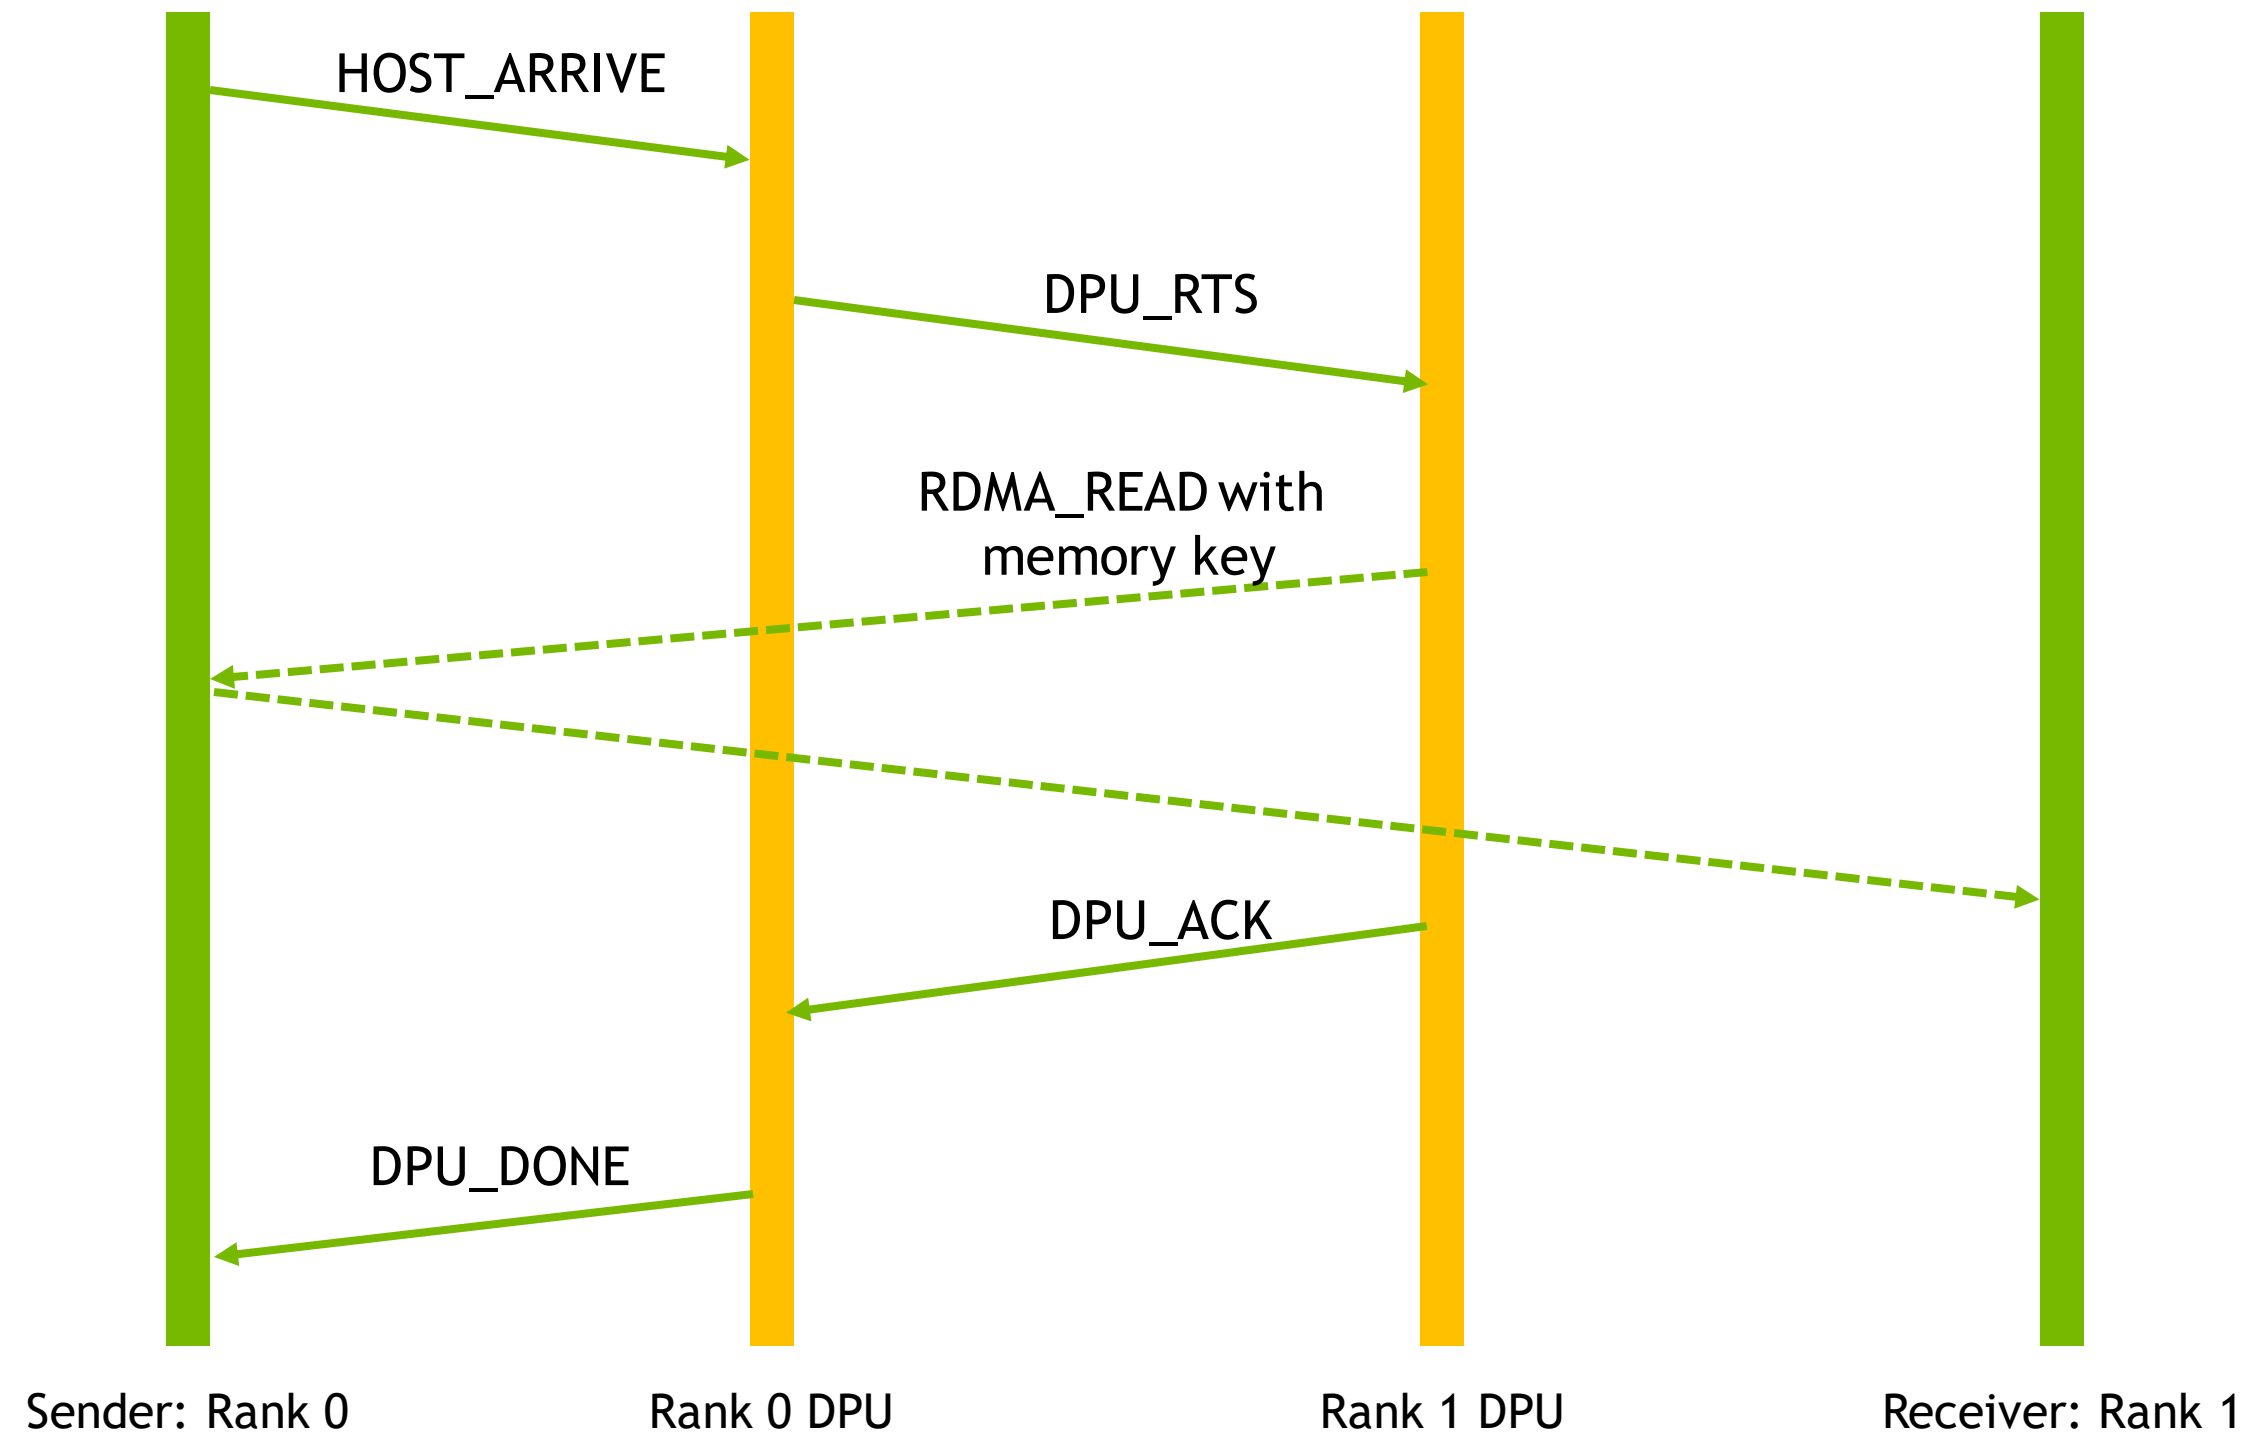 HOST_ARRIVE
DPU_RTS
RDMA_READ with
memory key
DPU_ACK
DPU_DONE
Sender: Rank 0
Rank 0 DPU
Rank 1 DPU
Receiver: Rank 1